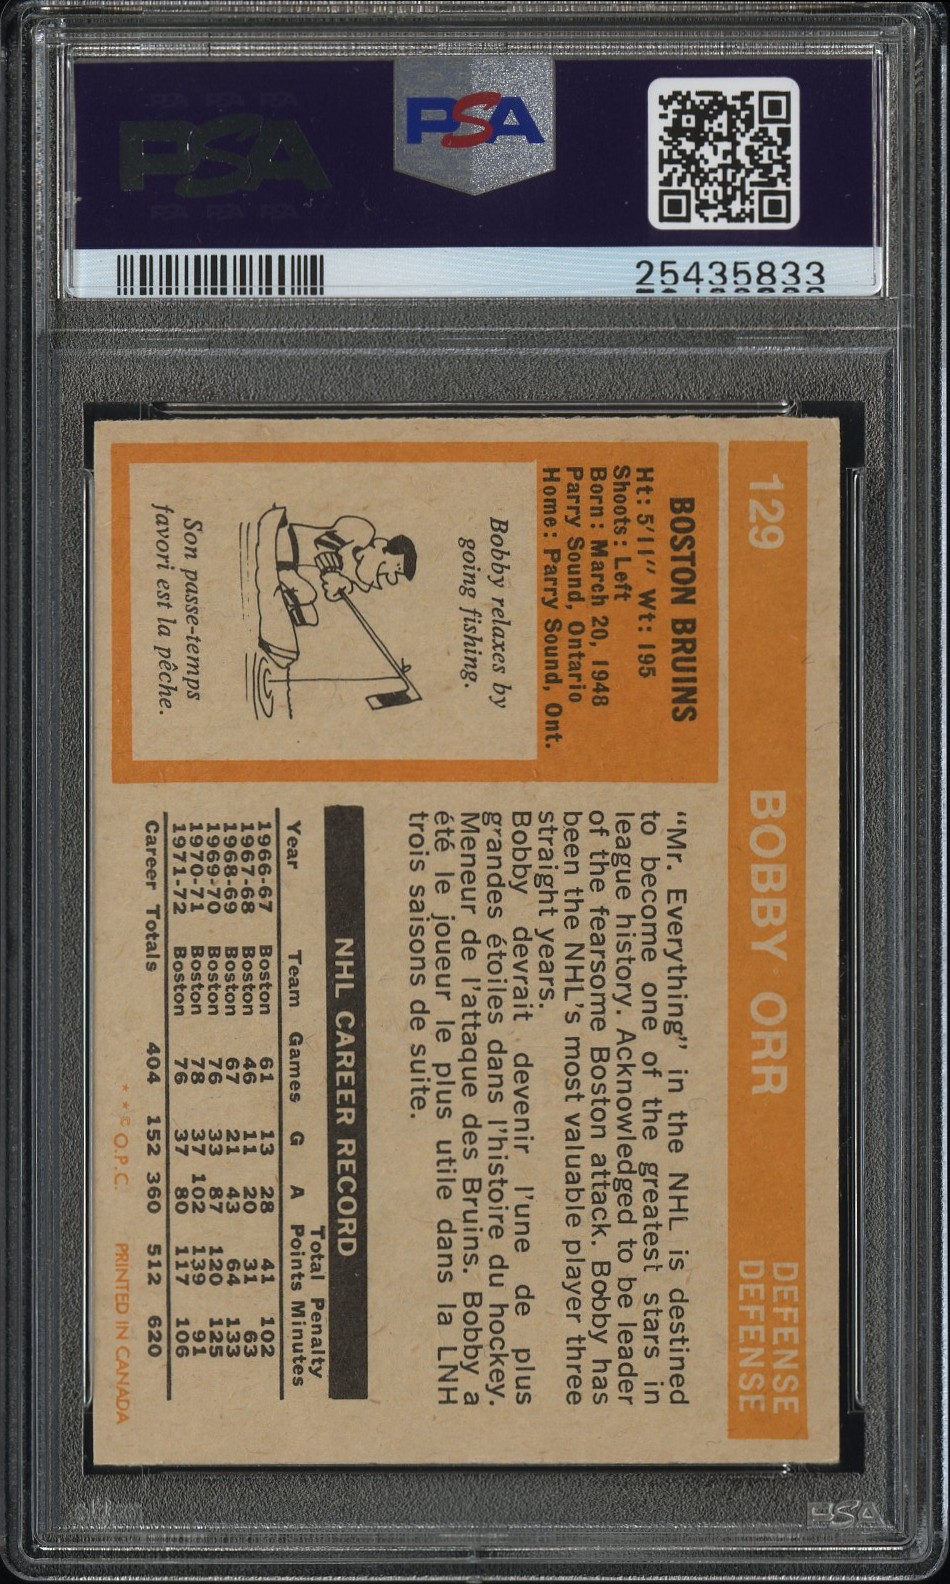 PSA
PSA
25435833
129 BOBBY ORR DEFENSE
DEFENSE
BOSTON BRUINS
Ht: 5'11" Wt: 195
Shoots: Left
Born: March 20, 1948
Parry Sound, Ontario
Home: Parry Sound, Ont.
Bobby relaxes by
going fishing.
Son passe-temps
favori est la pêche.
"Mr. Everything" in the NHL is destined
to become one of the greatest stars in
league history. Acknowledged to be leader
of the fearsome Boston attack. Bobby has
been the NHL's most valuable player three
straight years.
Bobby devrait devenir l'une de plus
grandes étoiles dans l'histoire du hockey.
Meneur de l'attaque des Bruins. Bobby a
été le joueur le plus utile dans la LNH
trois saisons de suite.
NHL CAREER RECORD
Total Penalty
Year Team Games G A Points Minutes
1966-67 Boston 61 13 28 41 102
1967-68 Boston 46 11 20 31 63
1968-69 Boston 67 21 43 64 133
1969-70 Boston 76 33 87 120 125
1970-71 Boston 78 37 102 139 91
1971-72 Boston 76 37 80 117 106
Career Totals 404 152 360 512 620
* * © O.P.C. PRINTED IN CANADA
PSA